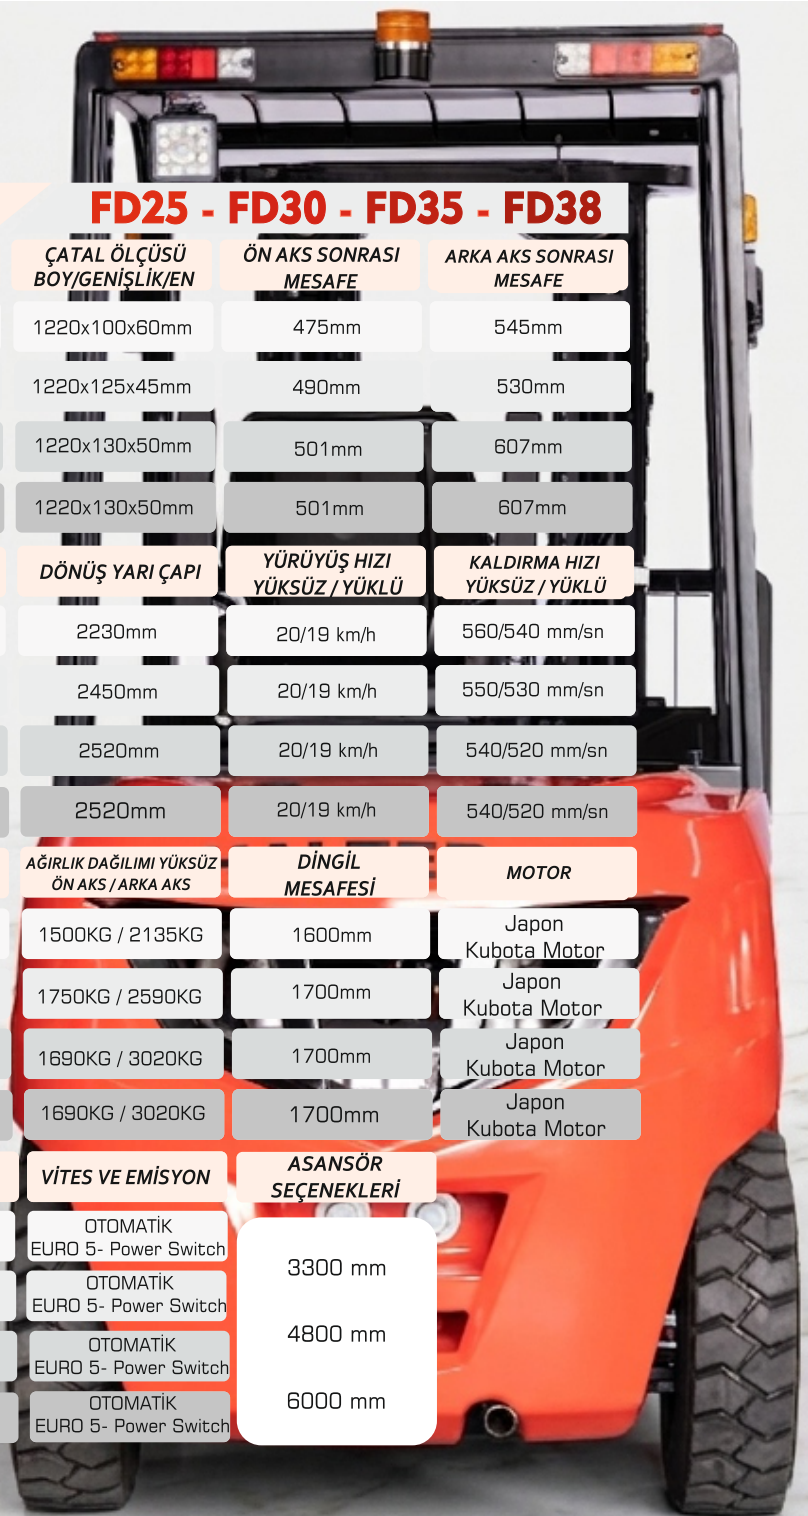 FD25 - FD30 - FD35 - FD38
ÇATAL ÖLÇÜSÜ
BOY/GENİŞLİK/EN
ÖN AKS SONRASI
MESAFE
ARKA AKS SONRASI
MESAFE
1220x100x60mm
475mm
545mm
1220x125x45mm
490mm
530mm
1220x130x50mm
501mm
607mm
1220x130x50mm
501mm
607mm
DÖNÜŞ YARI ÇAPI
YÜRÜYÜŞ HIZI
YÜKSÜZ / YÜKLÜ
KALDIRMA HIZI
YÜKSÜZ / YÜKLÜ
2230mm
20/19 km/h
560/540 mm/sn
2450mm
20/19 km/h
550/530 mm/sn
2520mm
20/19 km/h
540/520 mm/sn
2520mm
20/19 km/h
540/520 mm/sn
AĞIRLIK DAĞILIMI YÜKSÜZ
ÖN AKS / ARKA AKS
DİNGİL
MESAFESİ
MOTOR
1500KG / 2135KG
1600mm
Japon
Kubota Motor
1750KG / 2590KG
1700mm
Japon
Kubota Motor
1690KG / 3020KG
1700mm
Japon
Kubota Motor
1690KG / 3020KG
1700mm
Japon
Kubota Motor
VİTES VE EMİSYON
ASANSÖR
SEÇENEKLERİ
OTOMATİK
EURO 5- Power Switch
OTOMATİK
EURO 5- Power Switch
OTOMATİK
EURO 5- Power Switch
OTOMATİK
EURO 5- Power Switch
3300 mm
4800 mm
6000 mm